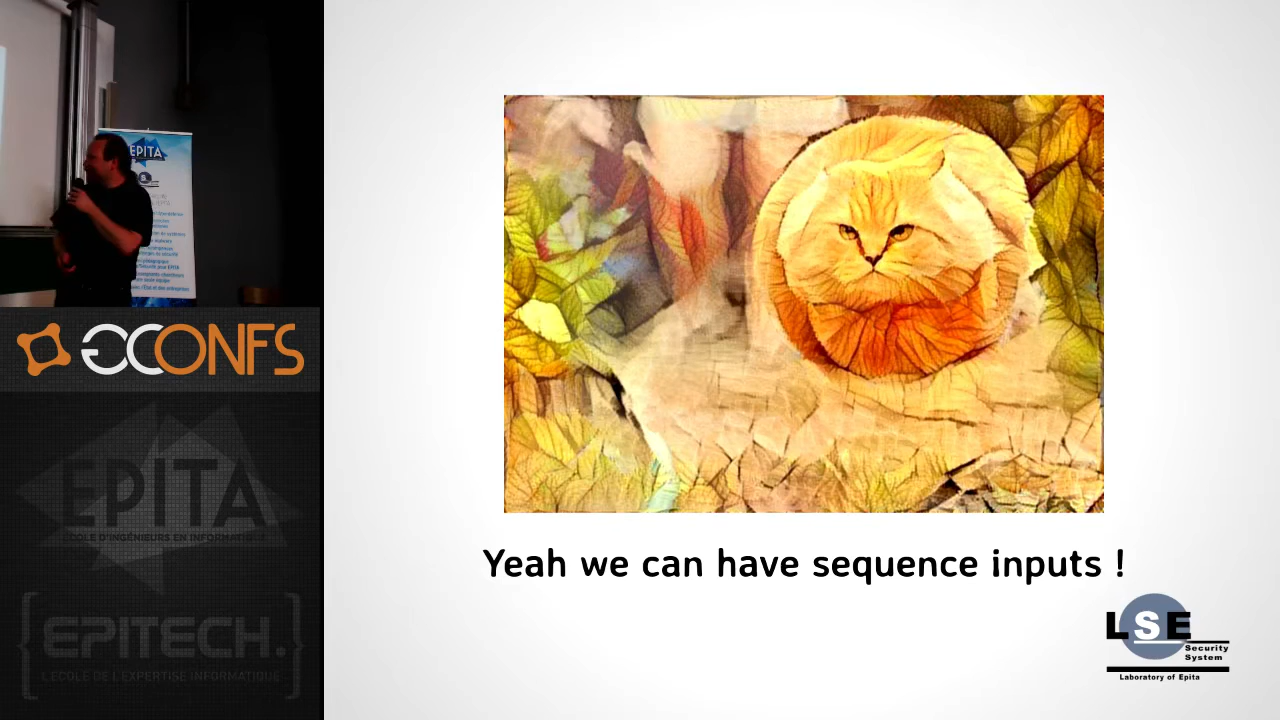 EPITA
GCONFS
EPITA
ÉCOLE D'INGÉNIEURS EN INFORMATIQUE
{EPITECH.}
L'ÉCOLE DE L'EXPERTISE INFORMATIQUE
Yeah we can have sequence inputs !
LSE
Security
System
Laboratory of Epita